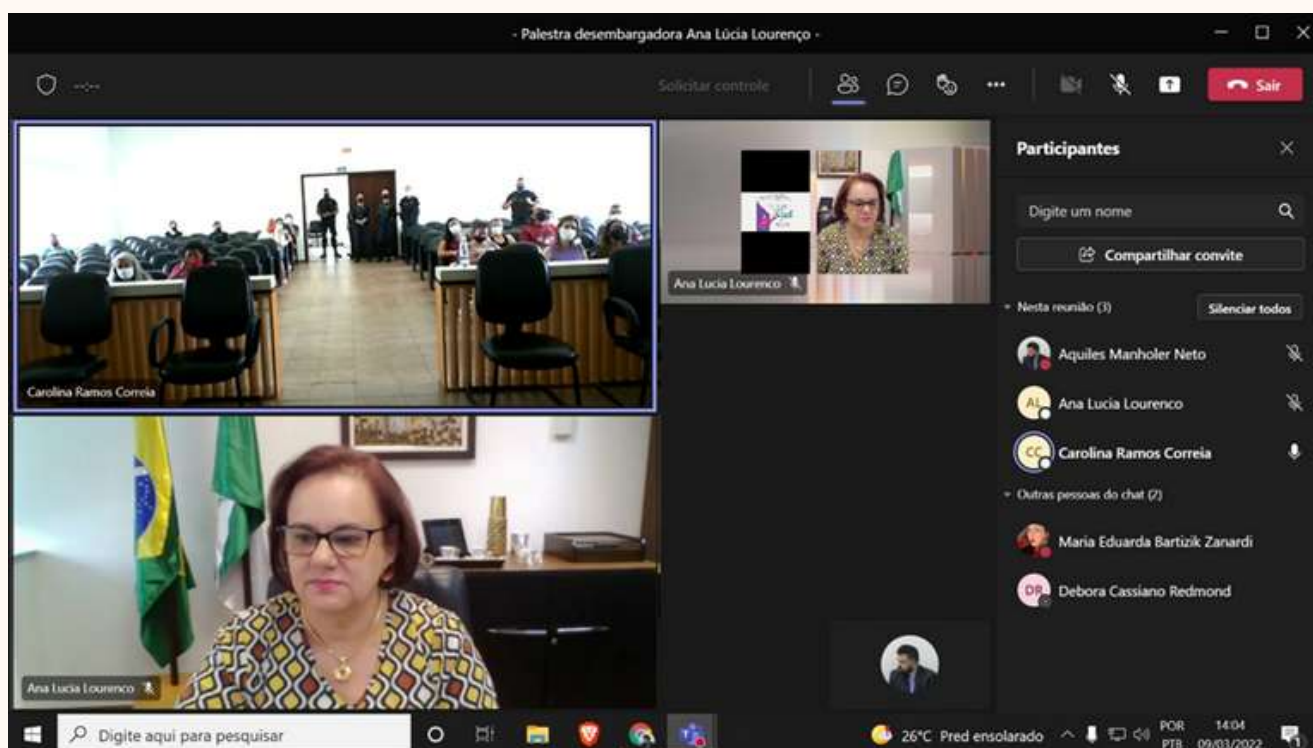 - Palestra desembargadora Ana Lúcia Lourenço -
--:--
Solicitar controle
Sair
Carolina Ramos Correia
Ana Lucia Lourenco
Ana Lucia Lourenco
Participantes
Digite um nome
Compartilhar convite
Nesta reunião (3)
Silenciar todos
Aquiles Manholer Neto
AL
Ana Lucia Lourenco
CC
Carolina Ramos Correia
Outras pessoas do chat (2)
Maria Eduarda Bartizik Zanardi
DR
Debora Cassiano Redmond
Digite aqui para pesquisar
26°C Pred ensolarado
POR
PTB
14:04
09/03/2022